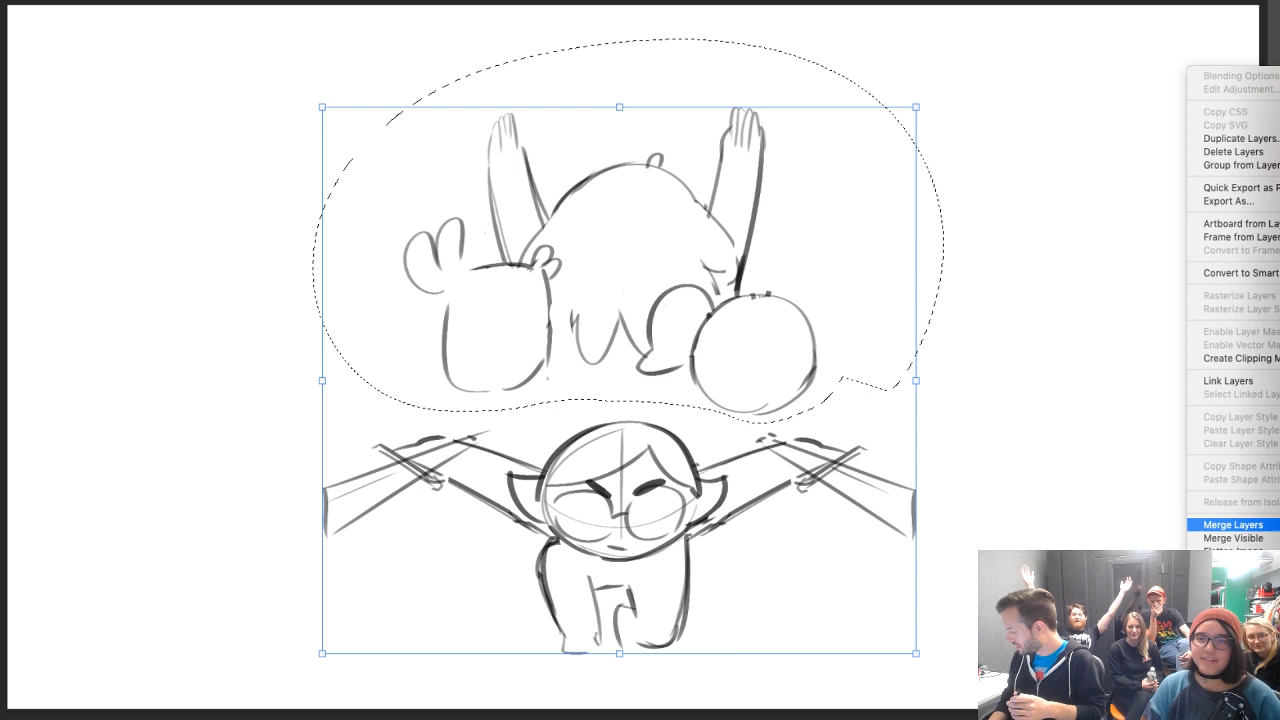 Blending Options
Edit Adjustment...
Copy CSS
Copy SVG
Duplicate Layers.
Delete Layers
Group from Layer
Quick Export as P
Export As...
Artboard from La
Frame from Layer
Convert to Frame
Convert to Smart
Rasterize Layers
Rasterize Layer S
Enable Layer Mas
Enable Vector Ma
Create Clipping M
Link Layers
Select Linked Lay
Copy Layer Style
Paste Layer Style
Clear Layer Style
Copy Shape Attri
Paste Shape Attri
Release from Isol
Merge Layers
Merge Visible